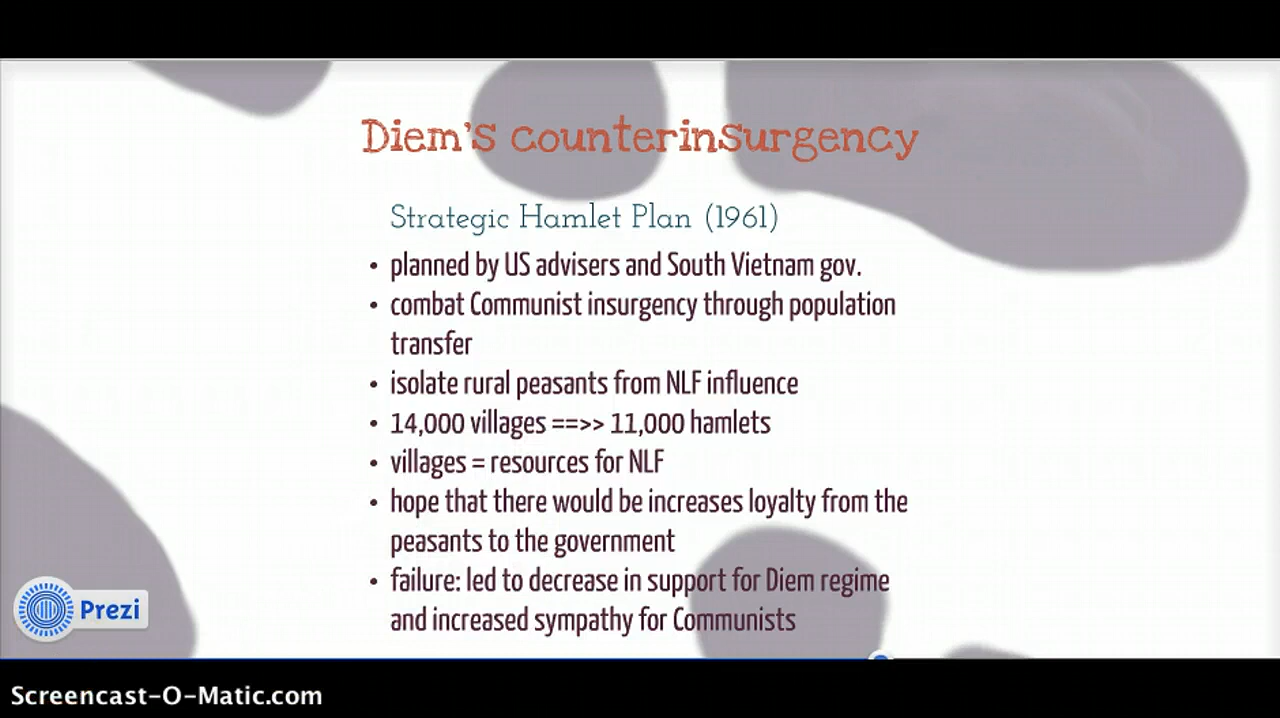 Diem's counterinsurgency
Strategic Hamlet Plan (1961)
• planned by US advisers and South Vietnam gov.
• combat Communist insurgency through population
transfer
• isolate rural peasants from NLF influence
• 14,000 villages ==>> 11,000 hamlets
• villages = resources for NLF
• hope that there would be increases loyalty from the
peasants to the government
• failure: led to decrease in support for Diem regime
and increased sympathy for Communists
Prezi
Screencast-O-Matic.com